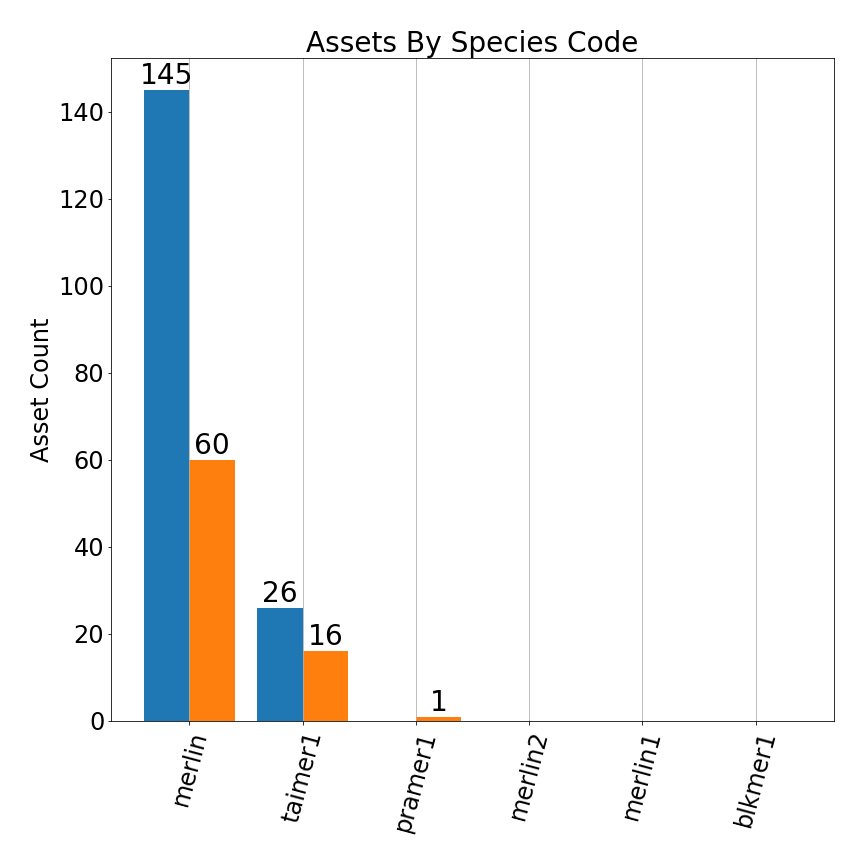 Assets By Species Code
145
140
120
100
80
60
40
20
0
Asset Count
60
26
16
1
merlin
taimer1
pramer1
merlin2
merlin1
blkmer1